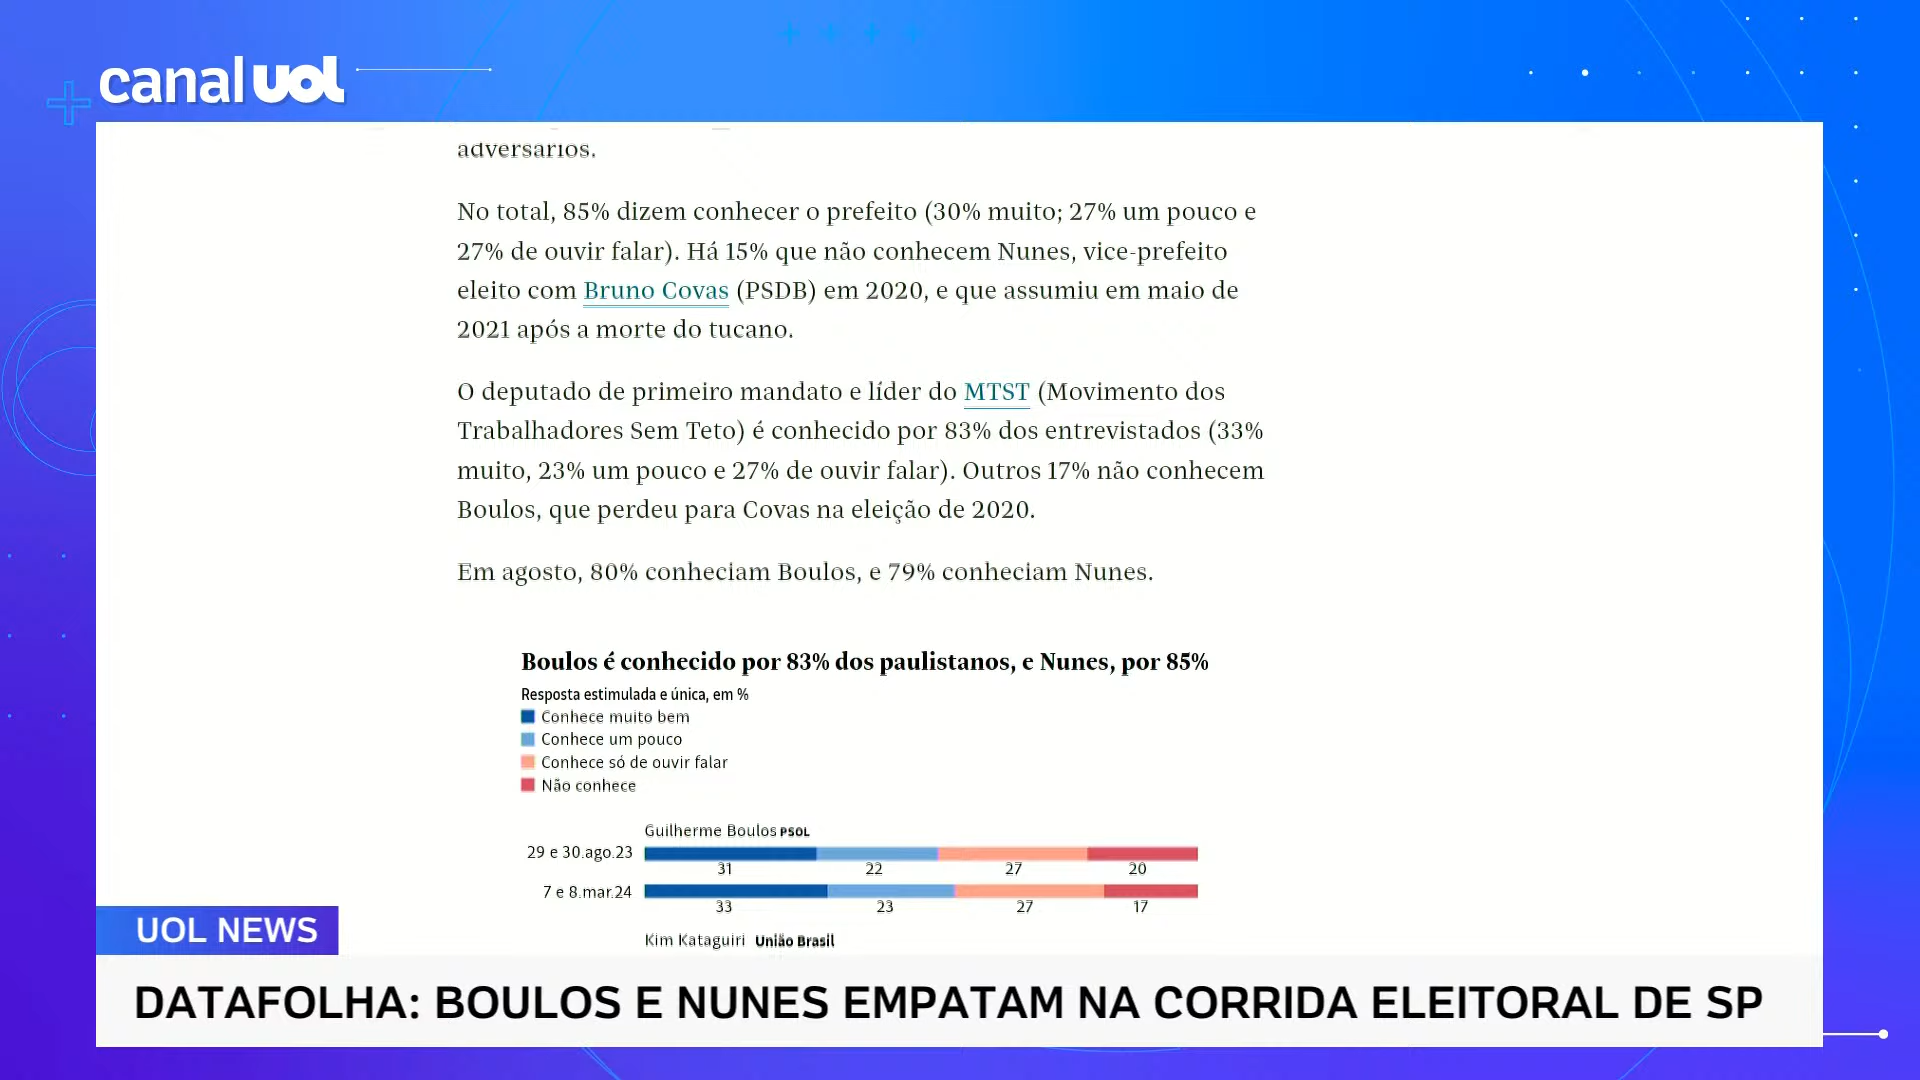 canal uol
adversários.
No total, 85% dizem conhecer o prefeito (30% muito; 27% um pouco e
27% de ouvir falar). Há 15% que não conhecem Nunes, vice-prefeito
eleito com Bruno Covas (PSDB) em 2020, e que assumiu em maio de
2021 após a morte do tucano.
O deputado de primeiro mandato e líder do MTST (Movimento dos
Trabalhadores Sem Teto) é conhecido por 83% dos entrevistados (33%
muito, 23% um pouco e 27% de ouvir falar). Outros 17% não conhecem
Boulos, que perdeu para Covas na eleição de 2020.
Em agosto, 80% conheciam Boulos, e 79% conheciam Nunes.
Boulos é conhecido por 83% dos paulistanos, e Nunes, por 85%
Resposta estimulada e única, em %
Conhece muito bem
Conhece um pouco
Conhece só de ouvir falar
Não conhece
Guilherme Boulos PSOL
29 e 30.ago.23
31 22 27 20
7 e 8.mar.24
33 23 27 17
Kim Kataguiri União Brasil
UOL NEWS
DATAFOLHA: BOULOS E NUNES EMPATAM NA CORRIDA ELEITORAL DE SP